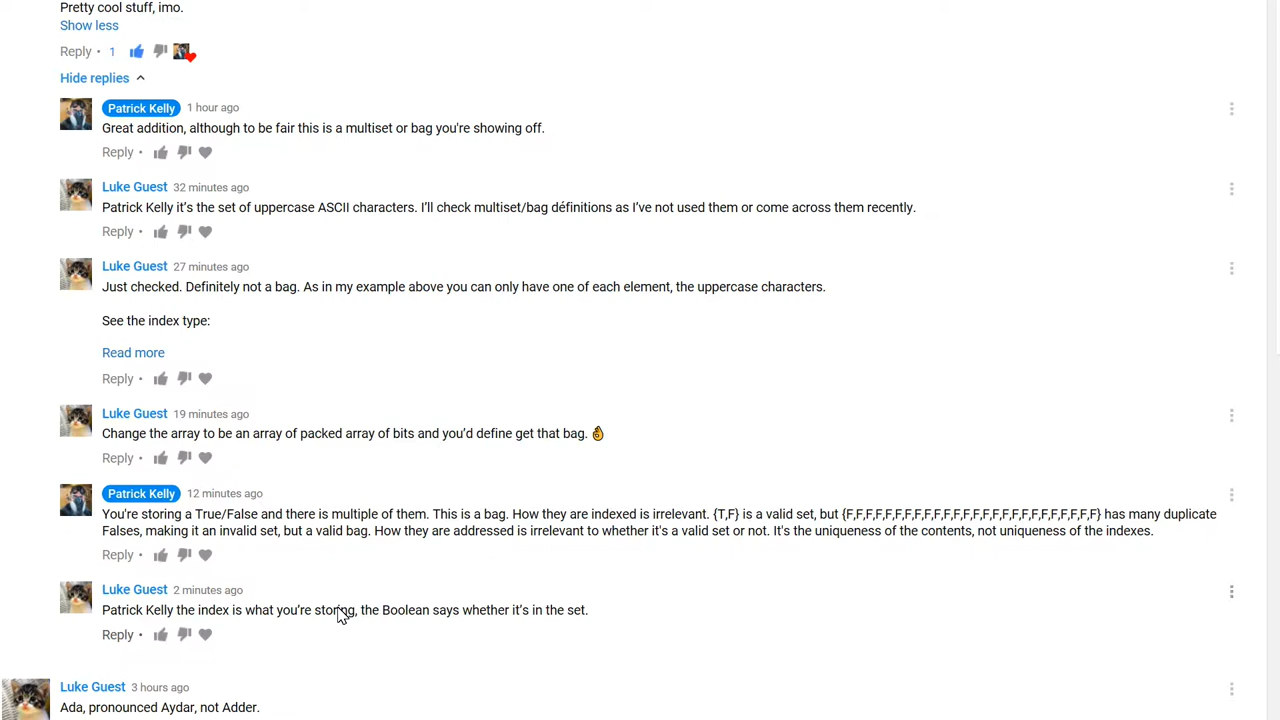 Pretty cool stuff, imo.
Show less
Reply • 1
Hide replies
Patrick Kelly 1 hour ago
Great addition, although to be fair this is a multiset or bag you're showing off.
Reply •
Luke Guest 32 minutes ago
Patrick Kelly it's the set of uppercase ASCII characters. I'll check multiset/bag définitions as I've not used them or come across them recently.
Reply •
Luke Guest 27 minutes ago
Just checked. Definitely not a bag. As in my example above you can only have one of each element, the uppercase characters.
See the index type:
Read more
Reply •
Luke Guest 19 minutes ago
Change the array to be an array of packed array of bits and you'd define get that bag. 👌
Reply •
Patrick Kelly 12 minutes ago
You're storing a True/False and there is multiple of them. This is a bag. How they are indexed is irrelevant. {T,F} is a valid set, but {F,F,F,F,F,F,F,F,F,F,F,F,F,F,F,F,F,F,F,F,F,F,F,F,F,F} has many duplicate
Falses, making it an invalid set, but a valid bag. How they are addressed is irrelevant to whether it's a valid set or not. It's the uniqueness of the contents, not uniqueness of the indexes.
Reply •
Luke Guest 2 minutes ago
Patrick Kelly the index is what you're storing, the Boolean says whether it's in the set.
Reply •
Luke Guest 3 hours ago
Ada, pronounced Aydar, not Adder.